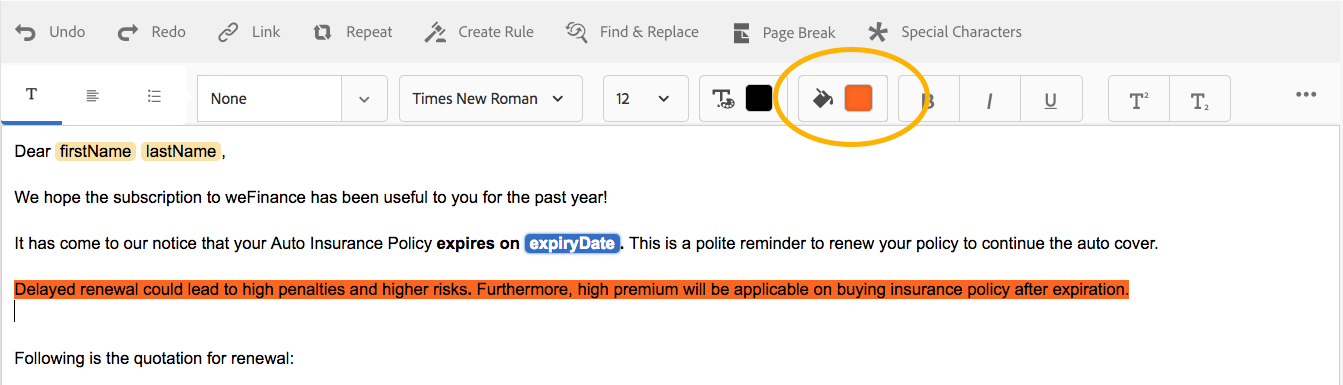 Undo Redo Link Repeat Create Rule Find & Replace Page Break Special Characters
T None Times New Roman 12 T B I U T² T₂
Dear firstName lastName,
We hope the subscription to weFinance has been useful to you for the past year!
It has come to our notice that your Auto Insurance Policy expires on expiryDate. This is a polite reminder to renew your policy to continue the auto cover.
Delayed renewal could lead to high penalties and higher risks. Furthermore, high premium will be applicable on buying insurance policy after expiration.
Following is the quotation for renewal: